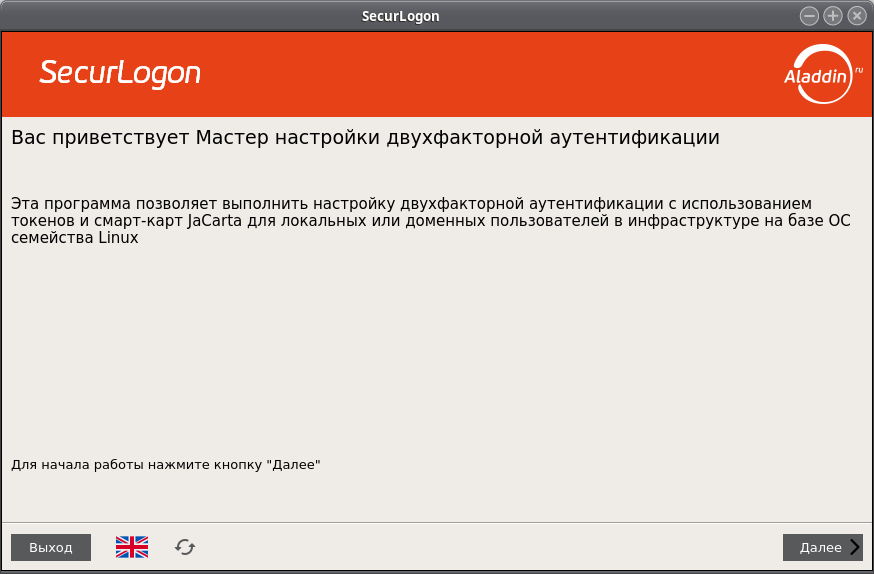 SecurLogon
SecurLogon
Aladdin.ru
Вас приветствует Мастер настройки двухфакторной аутентификации
Эта программа позволяет выполнить настройку двухфакторной аутентификации с использованием
токенов и смарт-карт JaCarta для локальных или доменных пользователей в инфраструктуре на базе ОС
семейства Linux
Для начала работы нажмите кнопку "Далее"
Выход
Далее